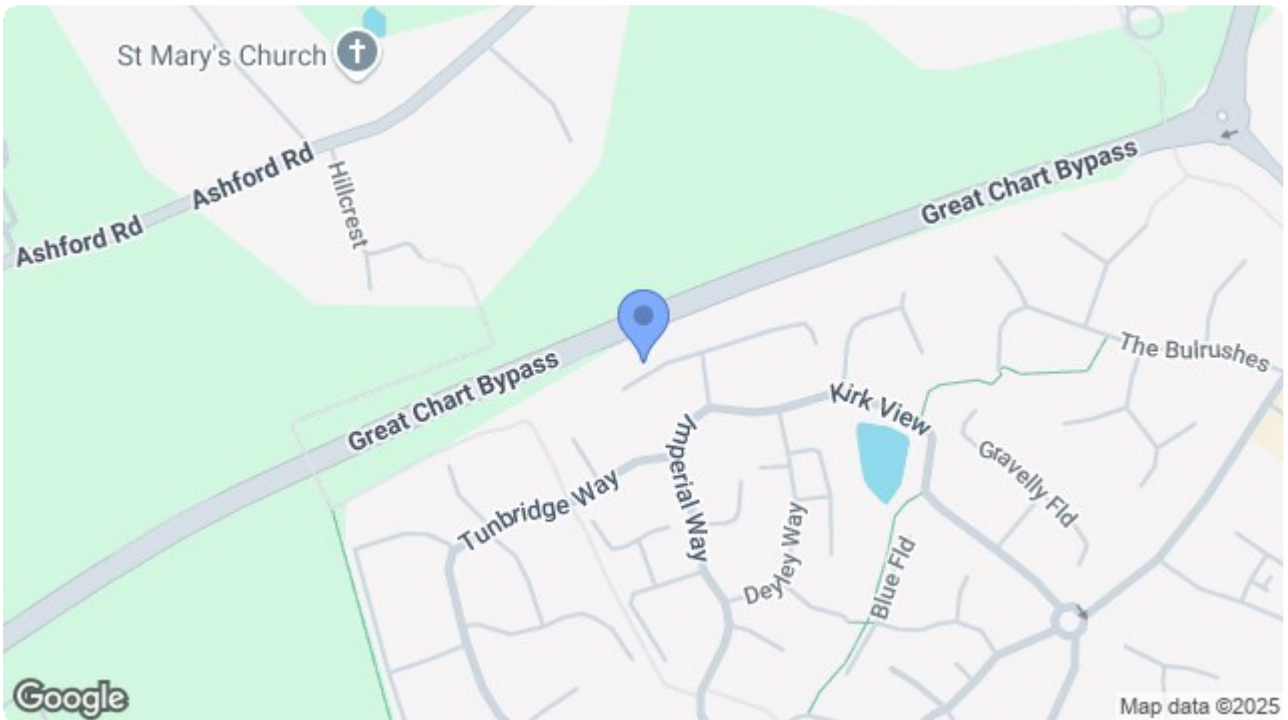 St Mary's Church
Ashford Rd
Ashford Rd
Hillcrest
Great Chart Bypass
Great Chart Bypass
The Bulrushes
Kirk View
Imperial Way
Gravelly Fld
Tunbridge Way
Deyley Way
Blue Fld
Google
Map data ©2025